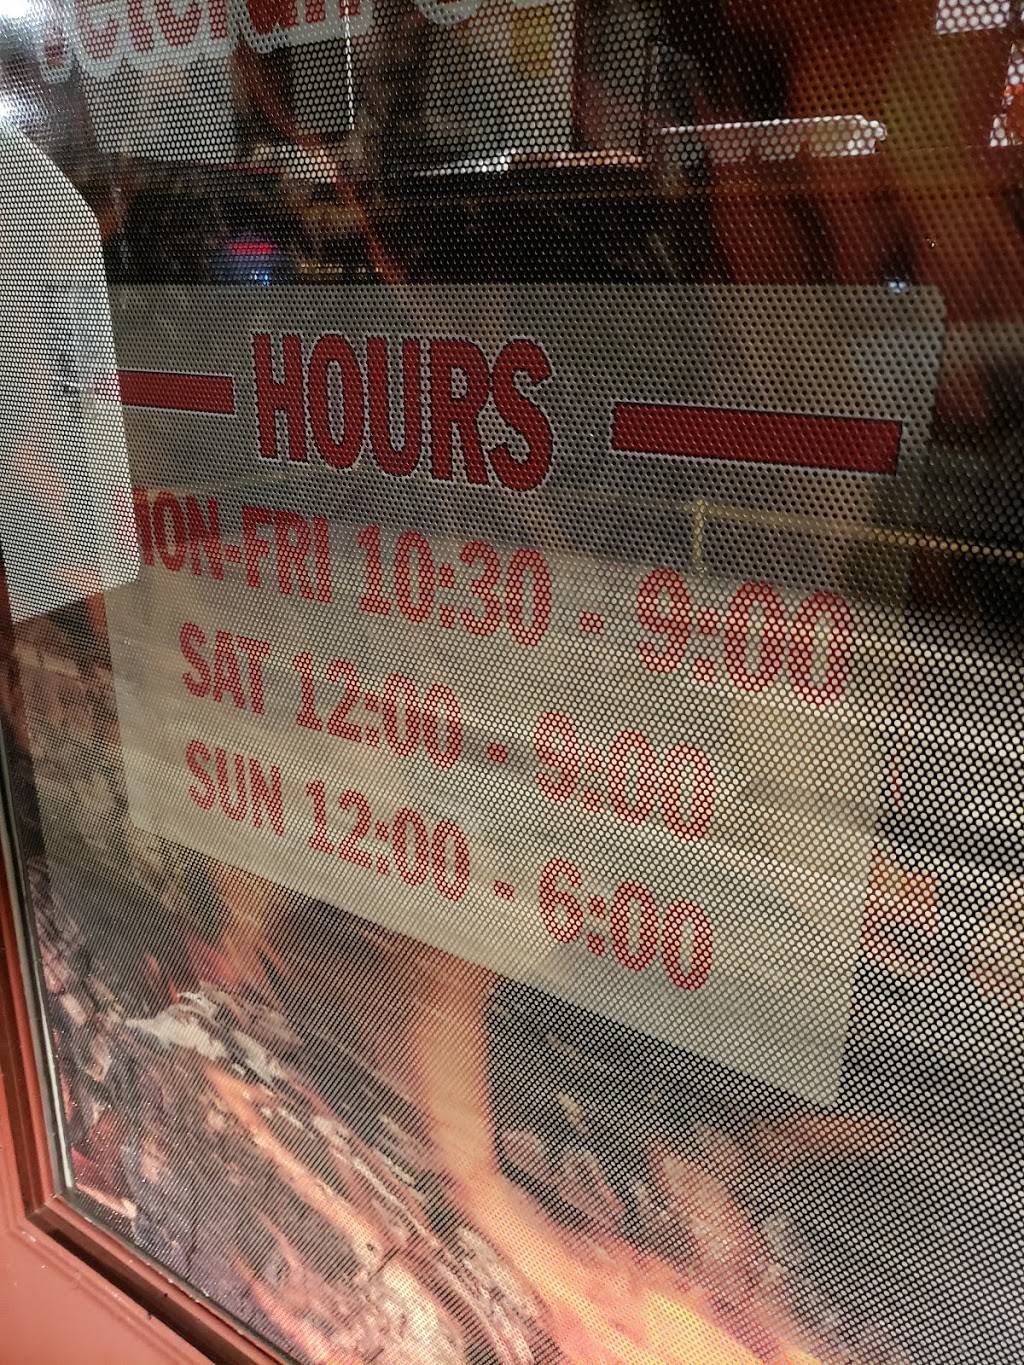 HOURS
MON-FRI 10:30 - 9:00
SAT 12:00 - 9:00
SUN 12:00 - 6:00